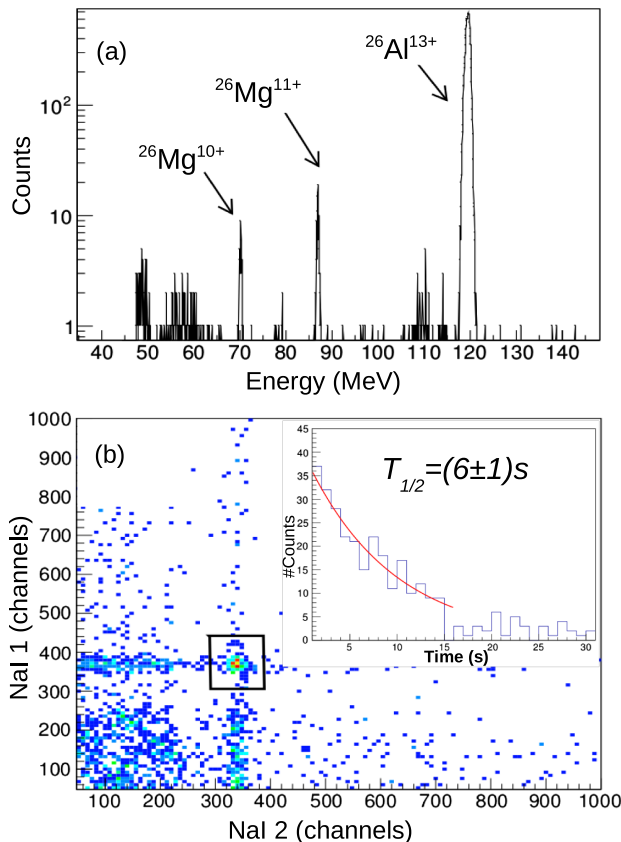 (a)
²⁶Al¹³⁺
²⁶Mg¹¹⁺
²⁶Mg¹⁰⁺
Counts
10²
10
1
40 50 60 70 80 90 100 110 120 130 140
Energy (MeV)
(b)
NaI 1 (channels)
1000
900
800
700
600
500
400
300
200
100
100 200 300 400 500 600 700 800 900 1000
NaI 2 (channels)
T1/2=(6±1)s
#Counts
45
40
35
30
25
20
15
10
5
0
5 10 15 20 25 30
Time (s)